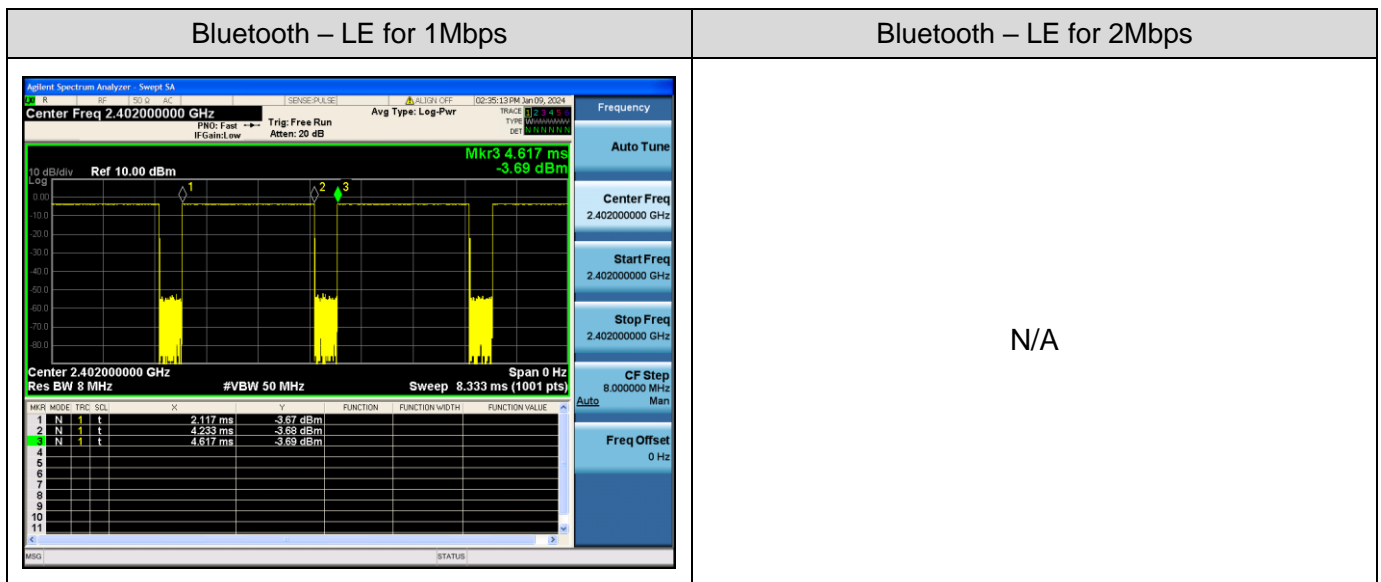 Bluetooth – LE for 1Mbps
Bluetooth – LE for 2Mbps
Agilent Spectrum Analyzer - Swept SA
R RF 50 Ω AC SENSE:PULSE ALIGN OFF 02:35:13 PM Jan 09, 2024
Center Freq 2.402000000 GHz
PNO: Fast
IFGain:Low
Trig: Free Run
Atten: 20 dB
Avg Type: Log-Pwr
TRACE 1 2 3 4 5 6
TYPE
DET N N N N N N
Mkr3 4.617 ms
-3.69 dBm
10 dB/div Ref 10.00 dBm
Log
1
2
3
0.00
-10.0
-20.0
-30.0
-40.0
-50.0
-60.0
-70.0
-80.0
Center 2.402000000 GHz Span 0 Hz
Res BW 8 MHz #VBW 50 MHz Sweep 8.333 ms (1001 pts)
MKR MODE TRC SCL X Y FUNCTION FUNCTION WIDTH FUNCTION VALUE
1 N 1 t 2.117 ms -3.67 dBm
2 N 1 t 4.233 ms -3.68 dBm
3 N 1 t 4.617 ms -3.69 dBm
4
5
6
7
8
9
10
11
MSG STATUS
Frequency
Auto Tune
Center Freq
2.402000000 GHz
Start Freq
2.402000000 GHz
Stop Freq
2.402000000 GHz
CF Step
8.000000 MHz
Auto Man
Freq Offset
0 Hz
N/A